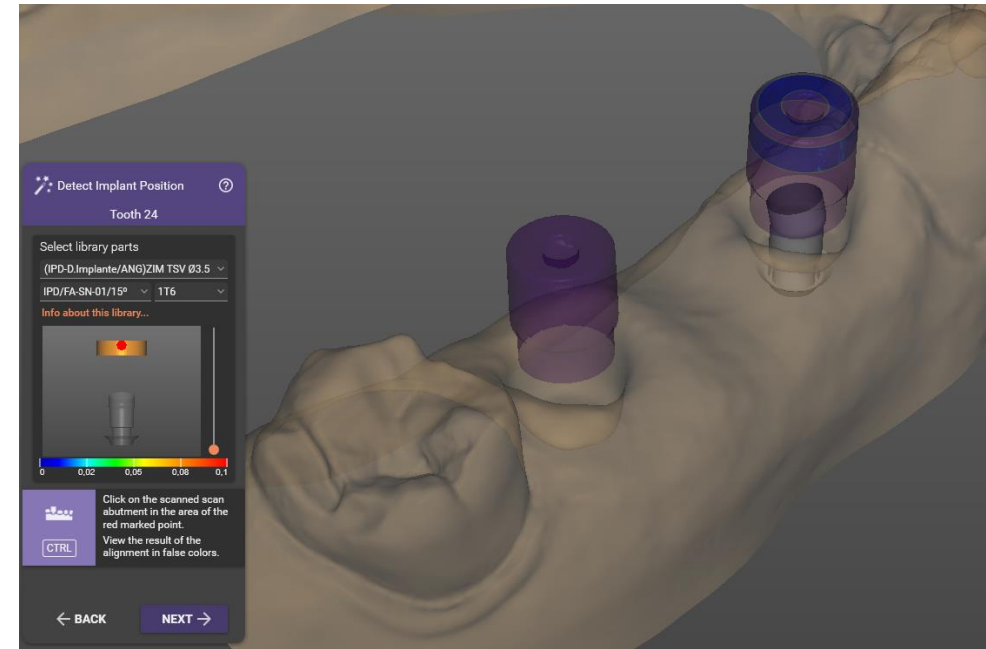 Detect Implant Position
Tooth 24
Select library parts
(IPD-D.Implante/ANG)ZIM TSV Ø3.5
IPD/FA-SN-01/15º 1T6
Info about this library...
0 0,02 0,05 0,08 0,1
Click on the scanned scan
abutment in the area of the
red marked point.
CTRL
View the result of the
alignment in false colors.
BACK NEXT